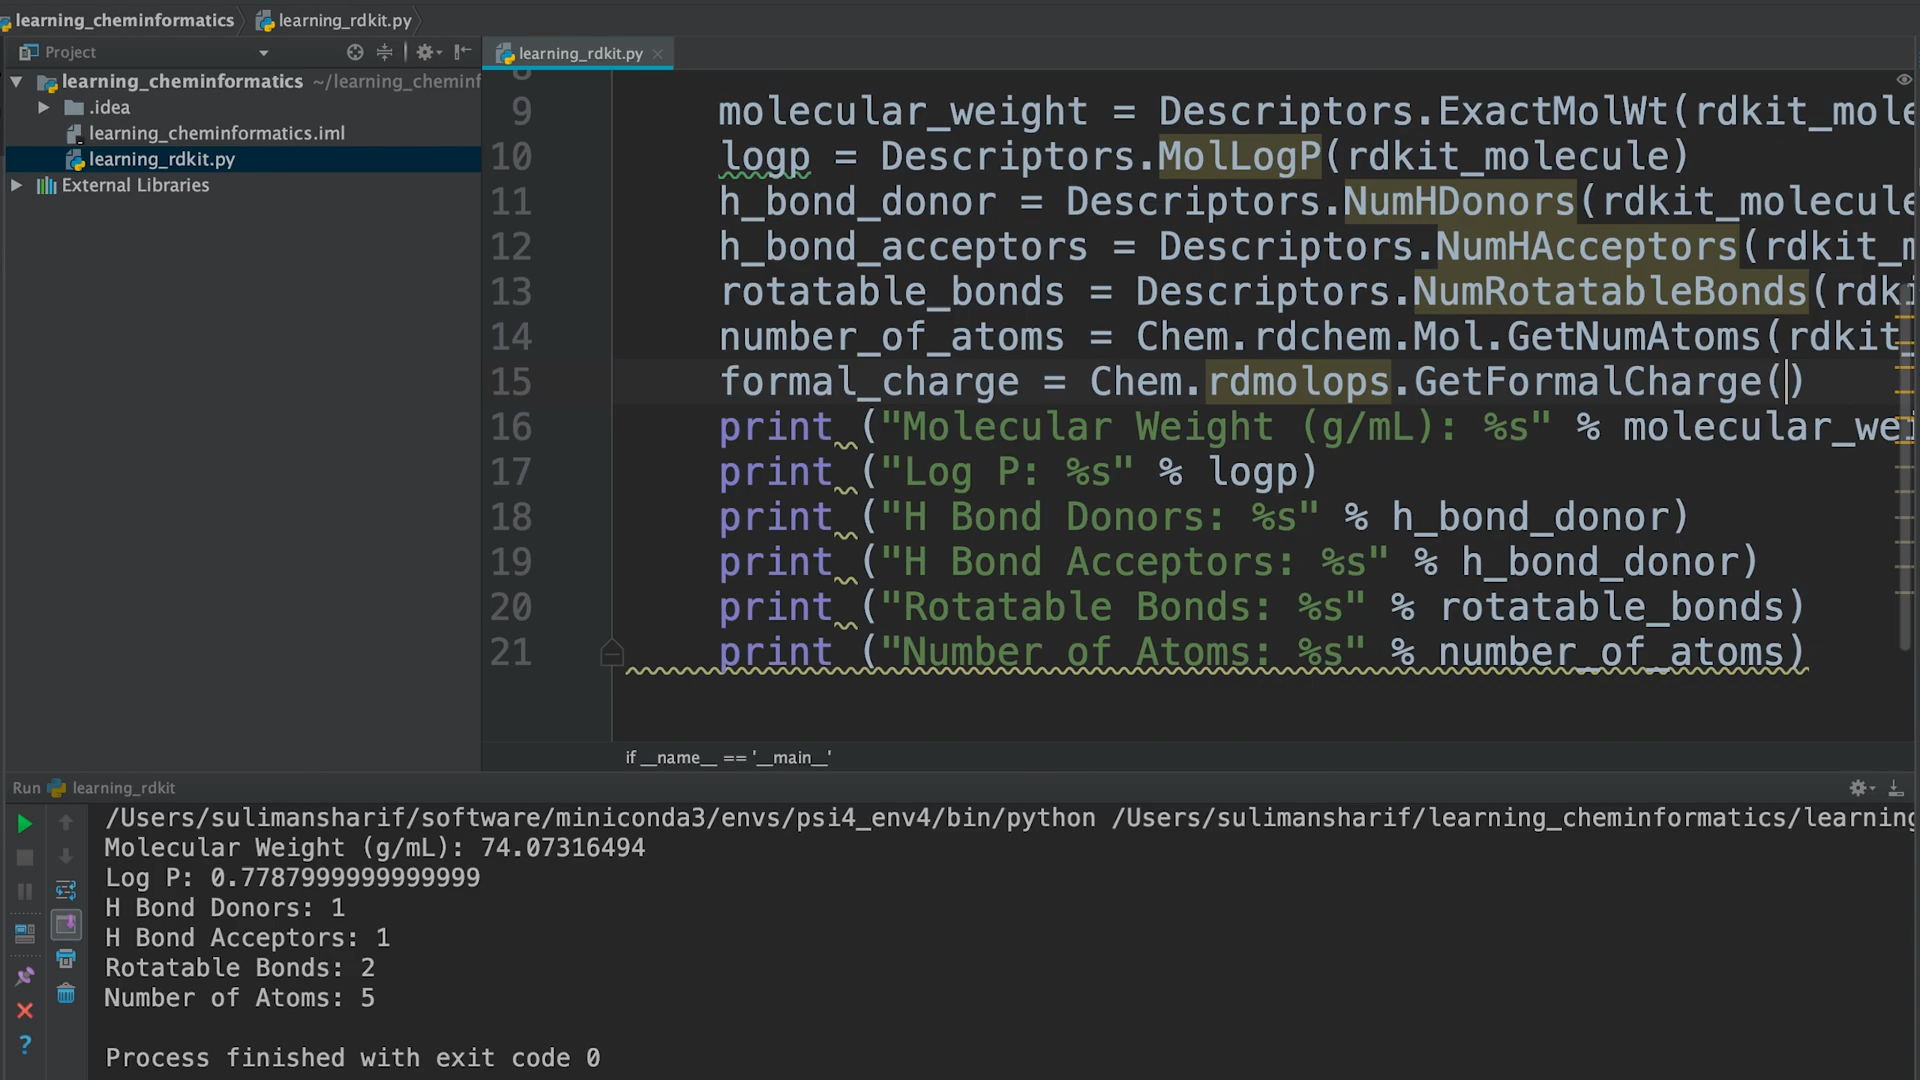 learning_cheminformatics learning_rdkit.py
Project
learning_rdkit.py
learning_cheminformatics ~/learning_cheminf
.idea
learning_cheminformatics.iml
learning_rdkit.py
External Libraries
8
9 molecular_weight = Descriptors.ExactMolWt(rdkit_mole
10 logp = Descriptors.MolLogP(rdkit_molecule)
11 h_bond_donor = Descriptors.NumHDonors(rdkit_molecule
12 h_bond_acceptors = Descriptors.NumHAcceptors(rdkit_m
13 rotatable_bonds = Descriptors.NumRotatableBonds(rdki
14 number_of_atoms = Chem.rdchem.Mol.GetNumAtoms(rdkit_
15 formal_charge = Chem.rdmolops.GetFormalCharge()
16 print ("Molecular Weight (g/mL): %s" % molecular_wei
17 print ("Log P: %s" % logp)
18 print ("H Bond Donors: %s" % h_bond_donor)
19 print ("H Bond Acceptors: %s" % h_bond_donor)
20 print ("Rotatable Bonds: %s" % rotatable_bonds)
21 print ("Number of Atoms: %s" % number_of_atoms)
if __name__ == '__main__'
Run learning_rdkit
/Users/sulimansharif/software/miniconda3/envs/psi4_env4/bin/python /Users/sulimansharif/learning_cheminformatics/learning
Molecular Weight (g/mL): 74.07316494
Log P: 0.7787999999999999
H Bond Donors: 1
H Bond Acceptors: 1
Rotatable Bonds: 2
Number of Atoms: 5
Process finished with exit code 0